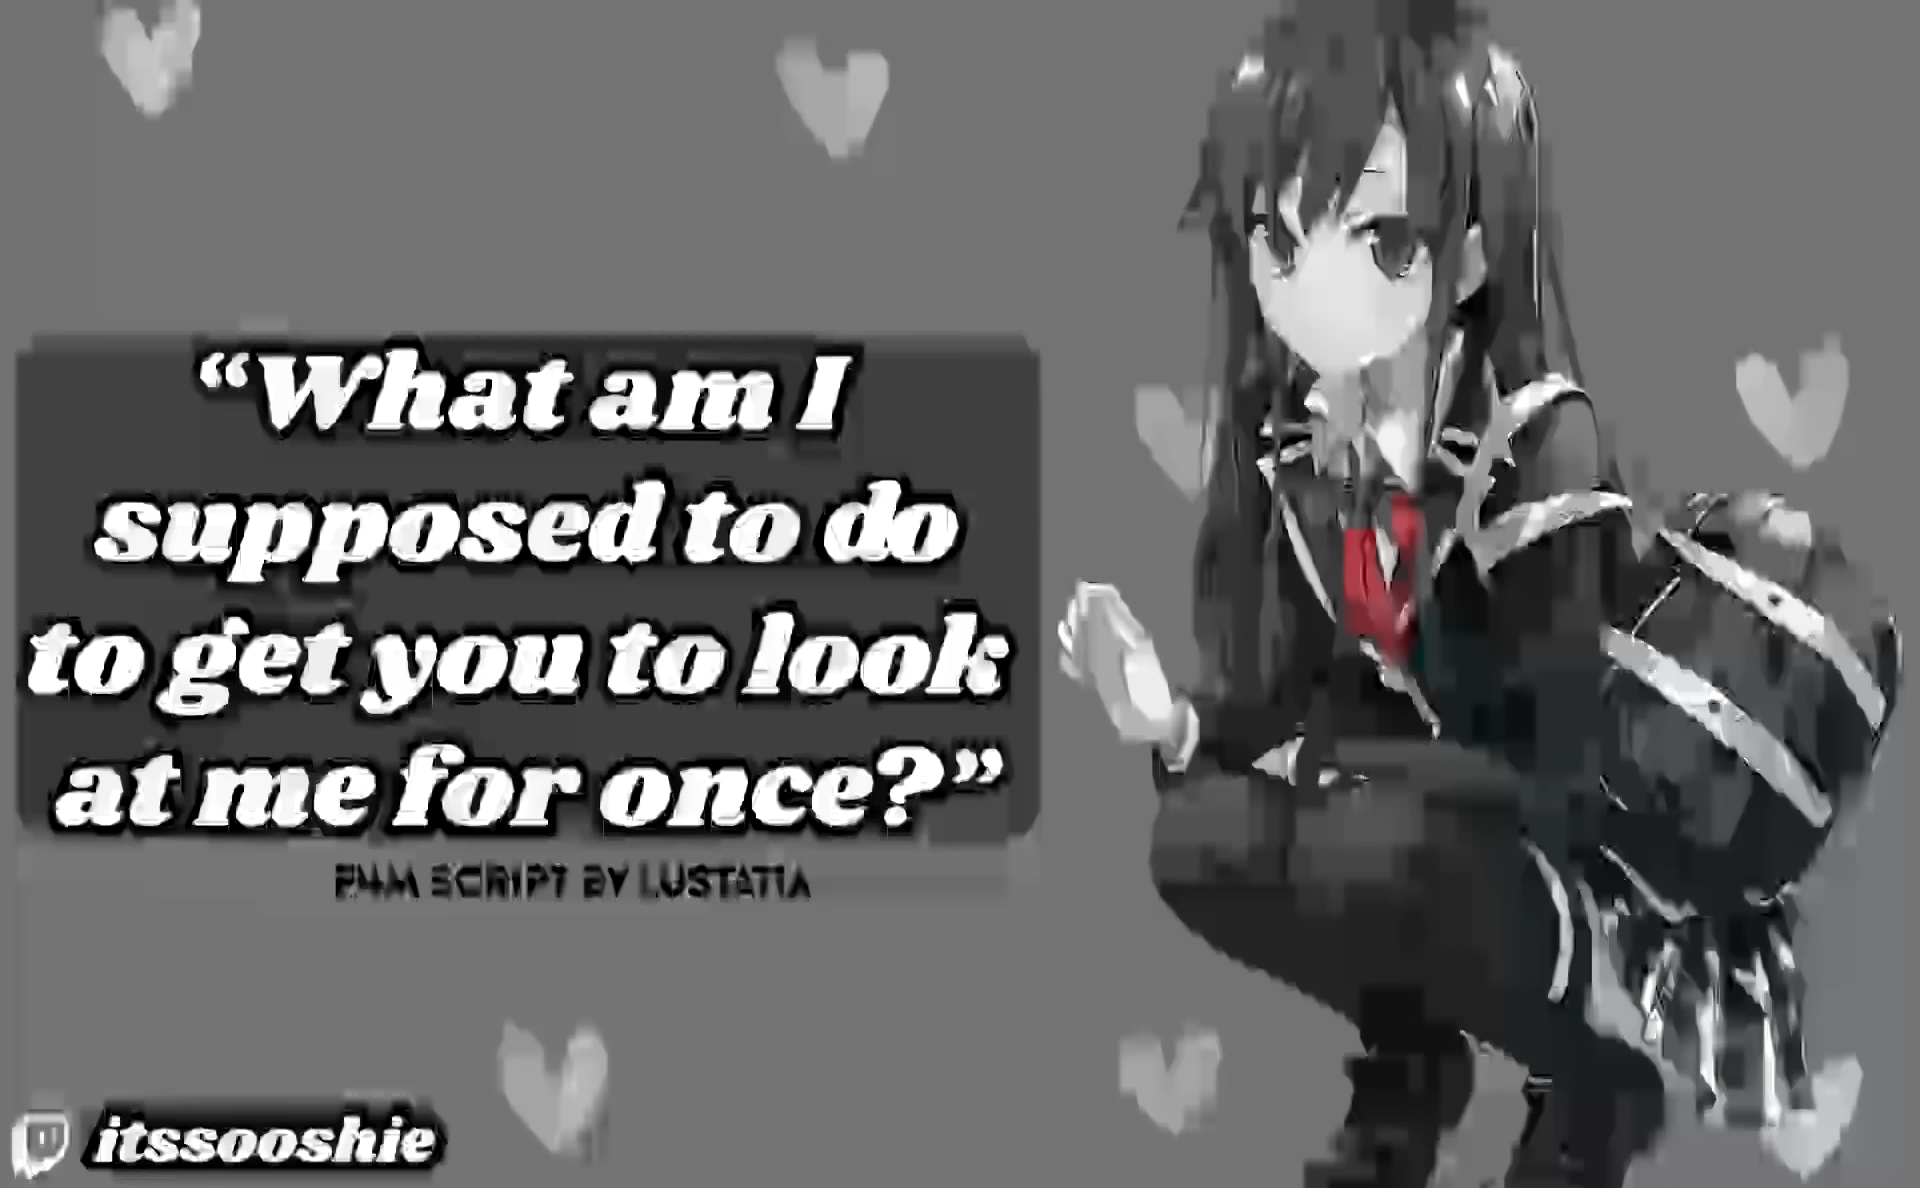 “What am I
supposed to do
to get you to look
at me for once?”
F4M SCRIPT BY LUSTATIA
itssooshie